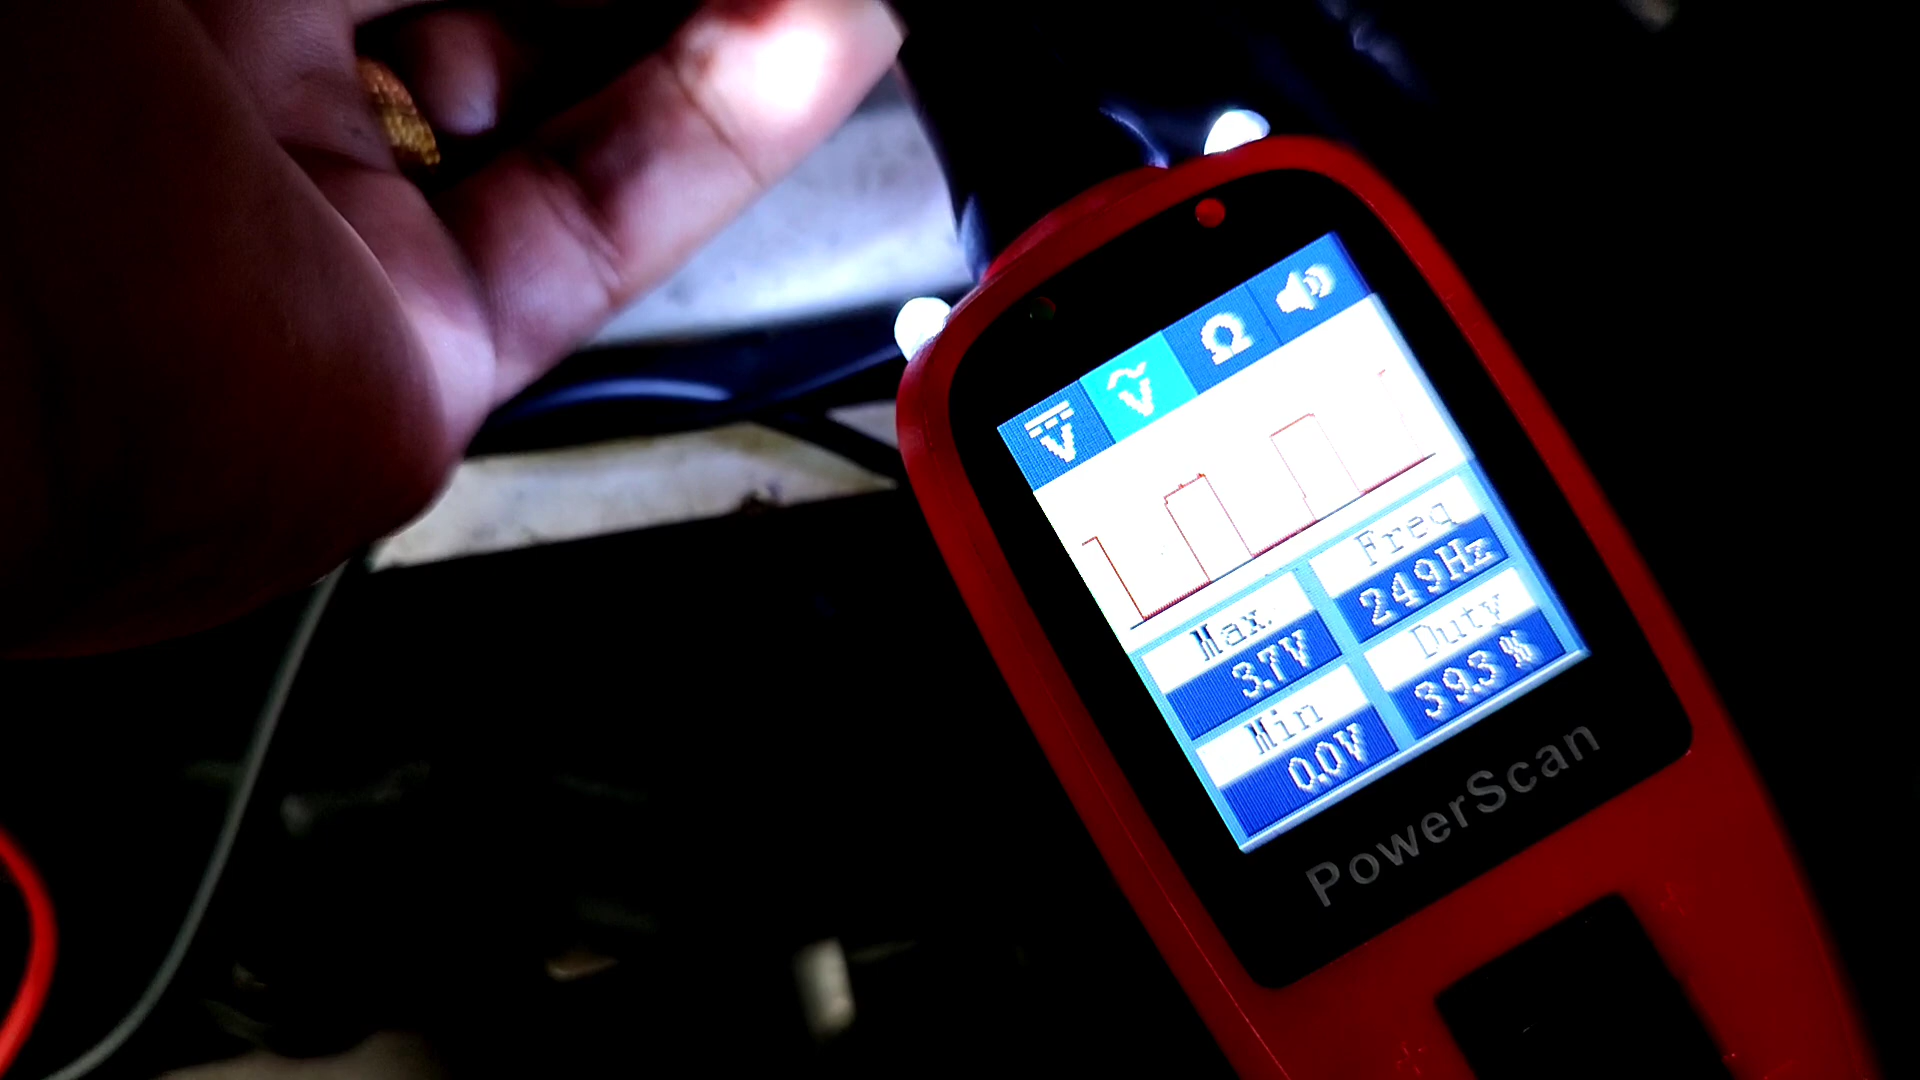 V
V
Ω
Max.
3.7V
Freq
249Hz
Min
0.0V
Duty
39.3 %
PowerScan